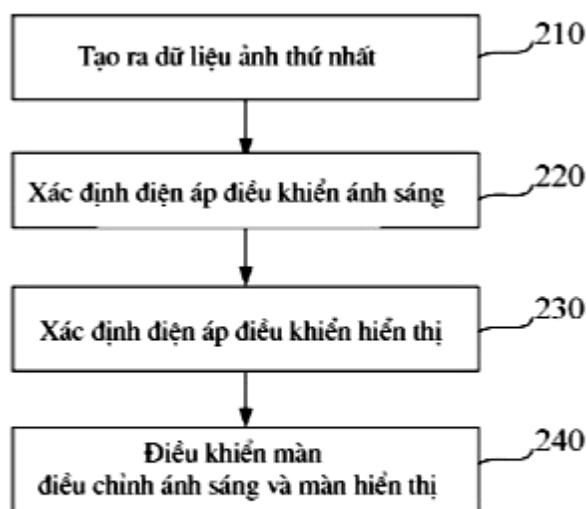 Tạo ra dữ liệu ảnh thứ nhất
210
Xác định điện áp điều khiển ánh sáng
220
Xác định điện áp điều khiển hiển thị
230
Điều khiển màn
điều chỉnh ánh sáng và màn hiển thị
240